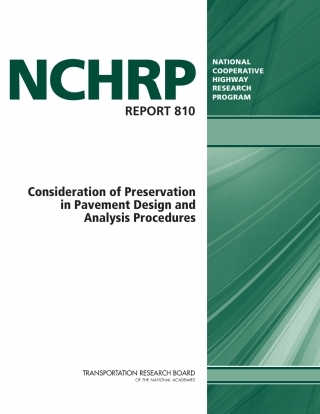 NCHRP
REPORT 810
NATIONAL
COOPERATIVE
HIGHWAY
RESEARCH
PROGRAM
Consideration of Preservation
in Pavement Design and
Analysis Procedures
TRANSPORTATION RESEARCH BOARD
OF THE NATIONAL ACADEMIES